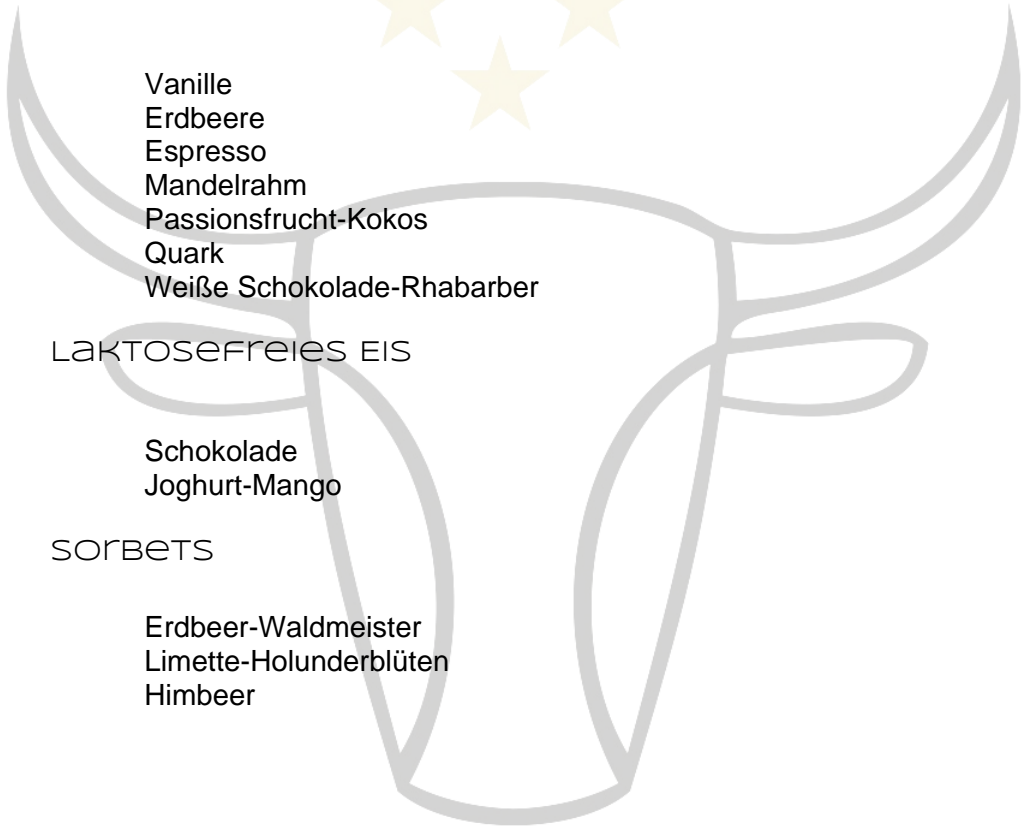 Vanille
Erdbeere
Espresso
Mandelrahm
Passionsfrucht-Kokos
Quark
Weiße Schokolade-Rhabarber
Laktosefreies Eis
Schokolade
Joghurt-Mango
Sorbets
Erdbeer-Waldmeister
Limette-Holunderblüten
Himbeer